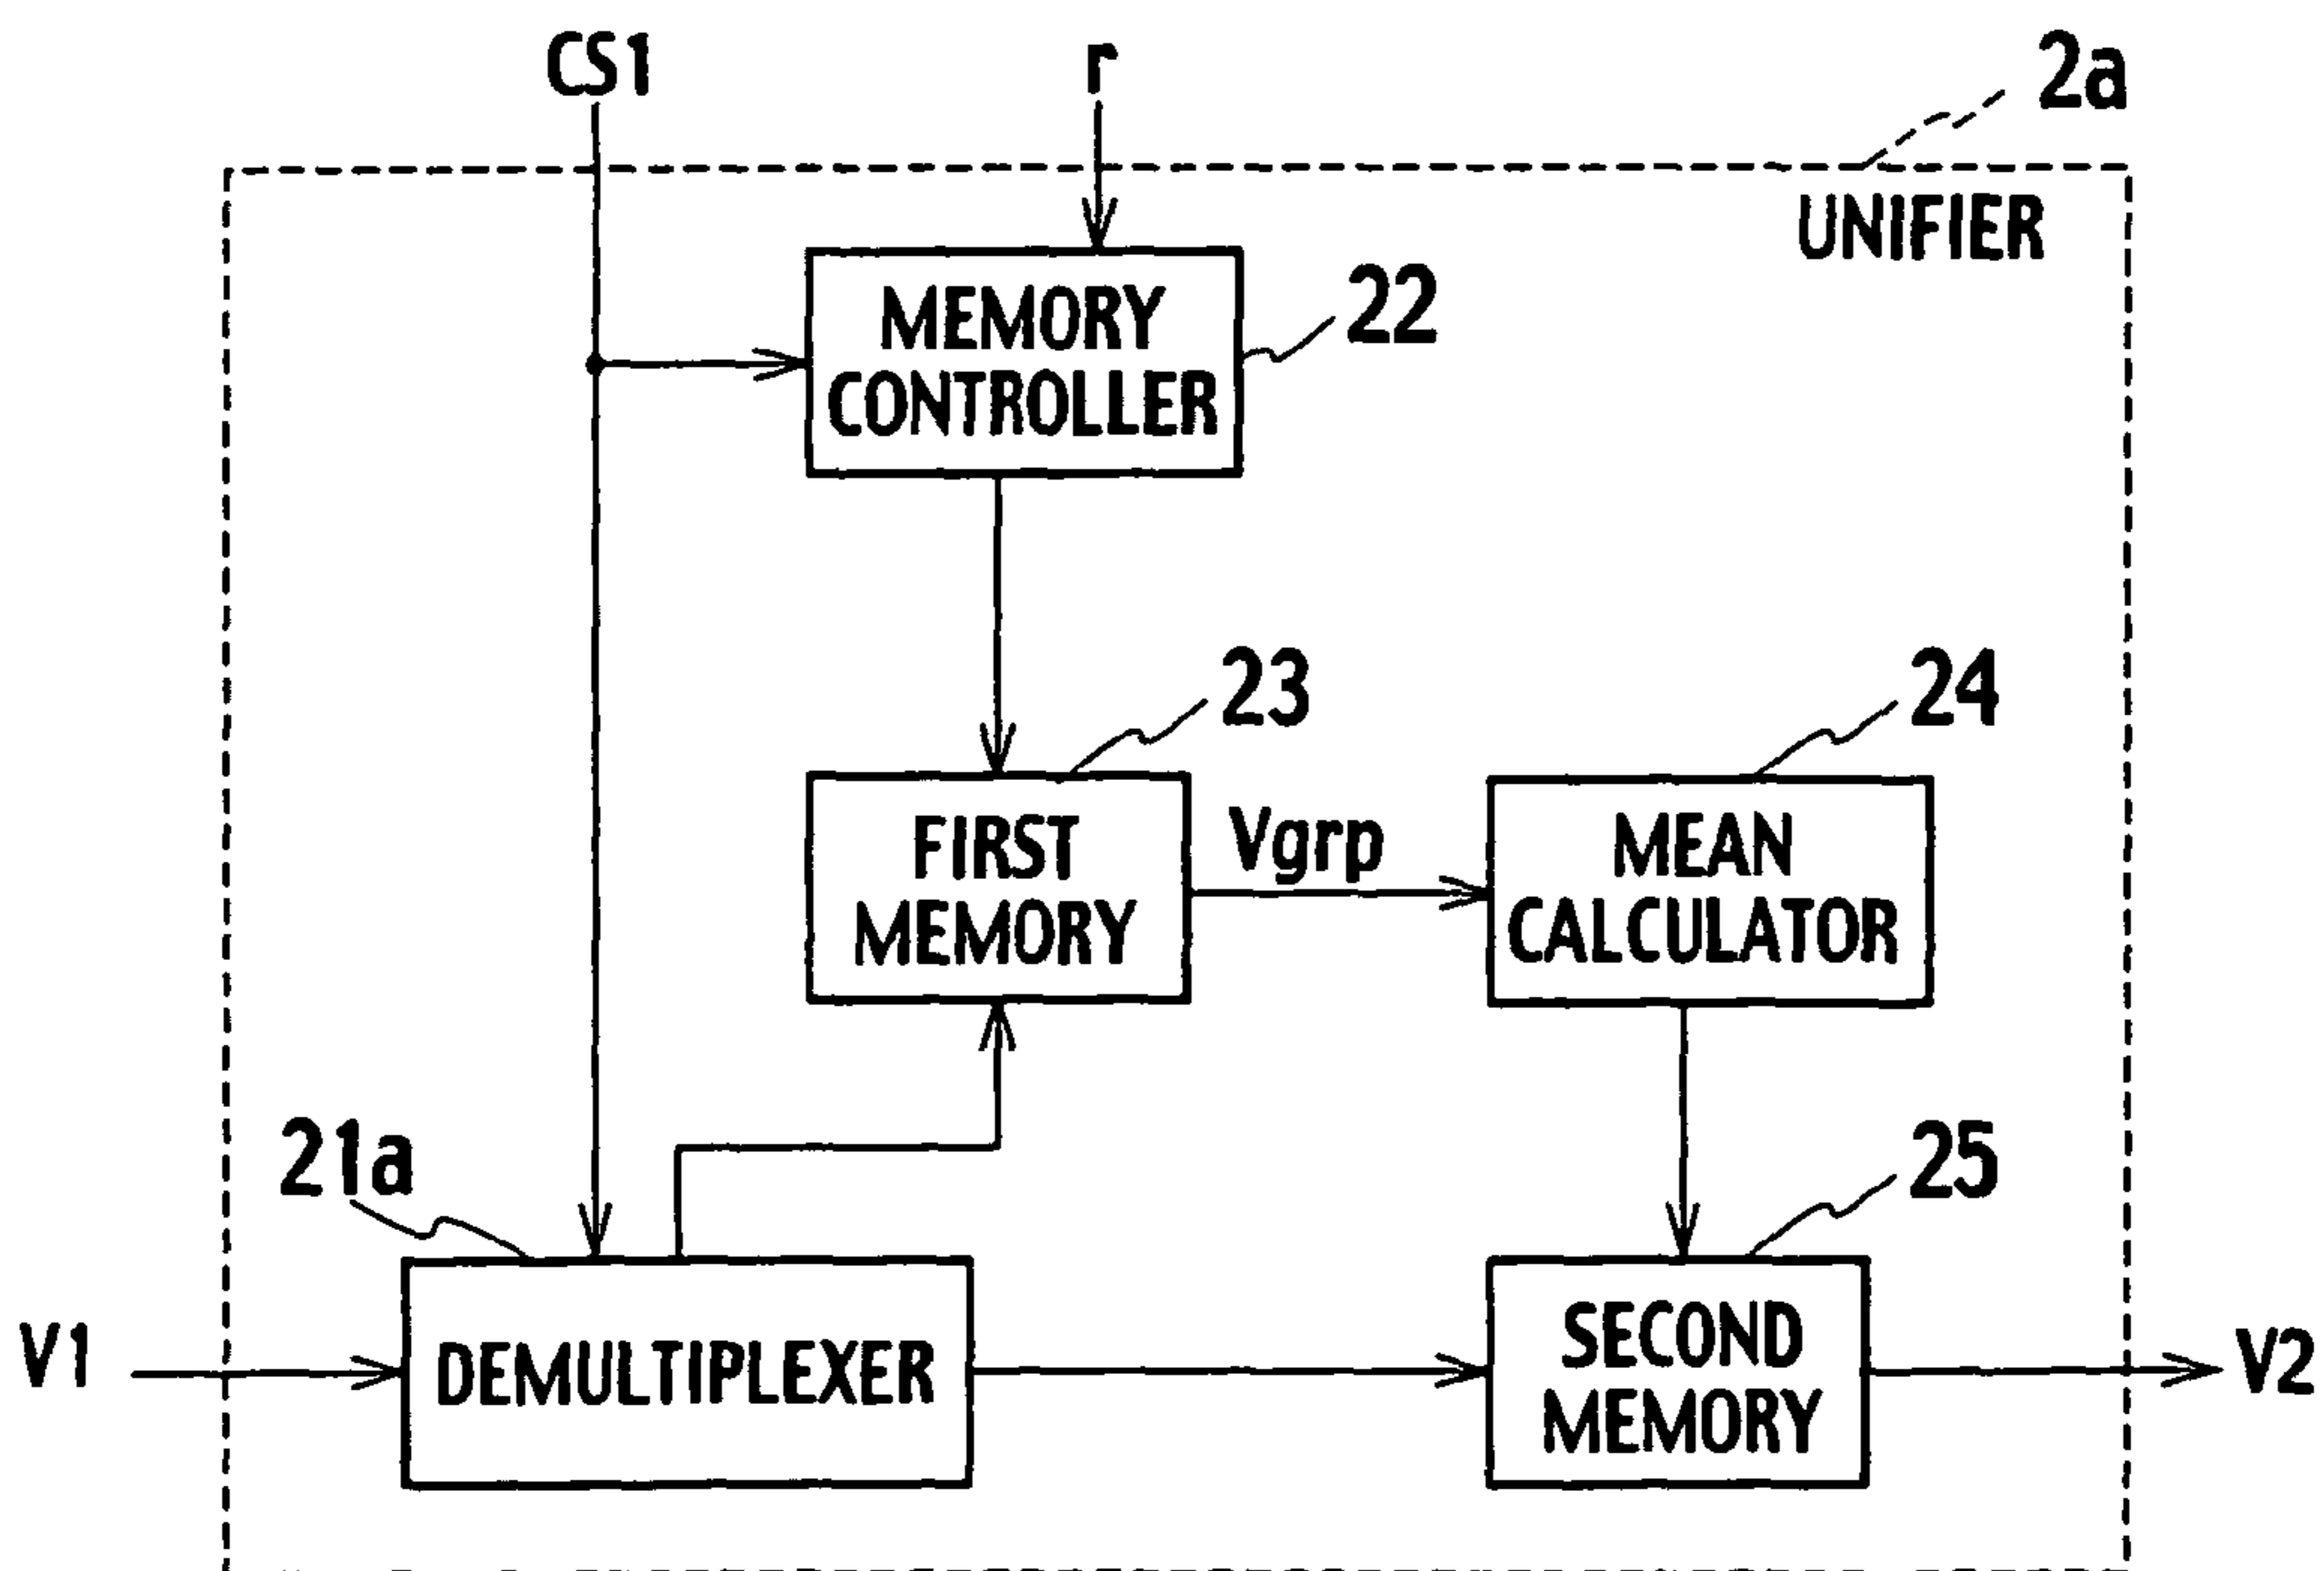 CS1
r
2a
UNIFIER
MEMORY
CONTROLLER
22
23
24
FIRST
MEMORY
Vgrp
MEAN
CALCULATOR
21a
25
V1
DEMULTIPLEXER
SECOND
MEMORY
V2